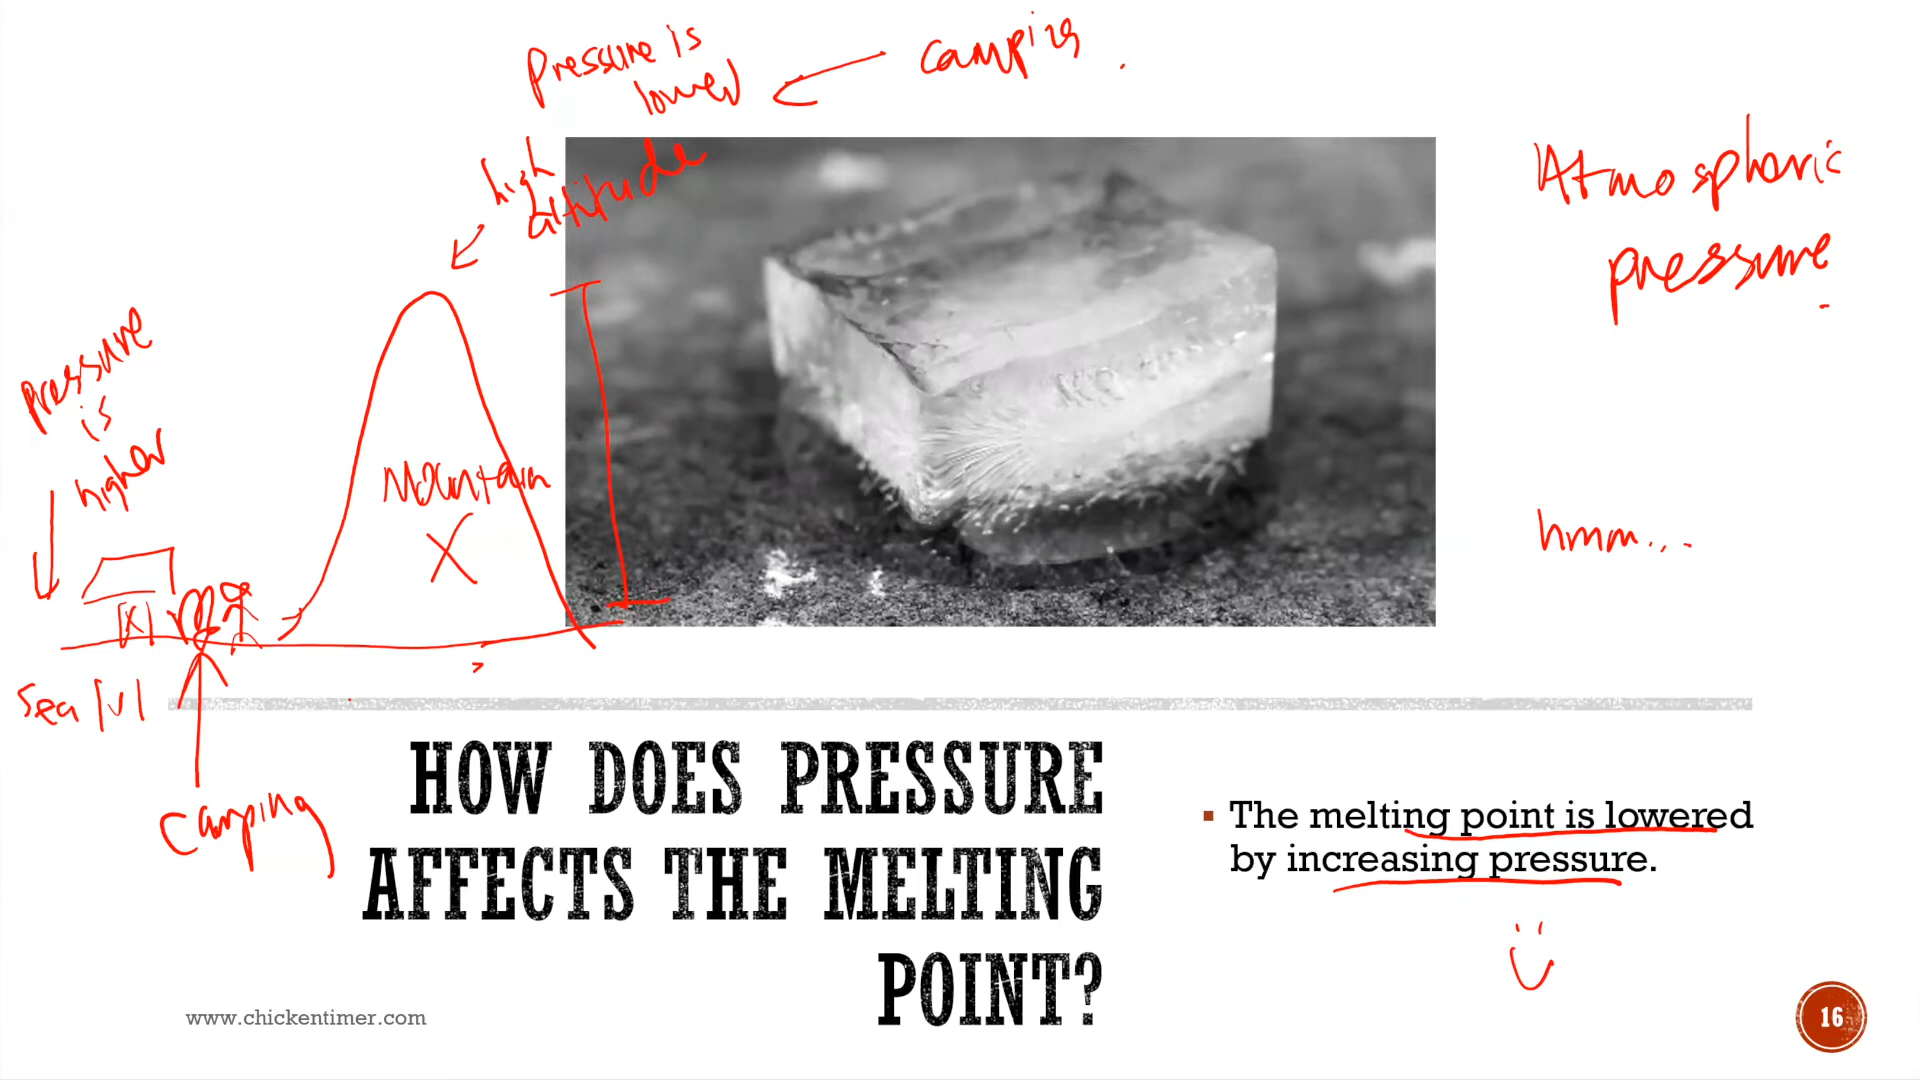 Pressure is
lowered
camping
high
altitude
Atmospheric
pressure
pressure
is
higher
Mountain
hmm...
Sea lvl
camping
HOW DOES PRESSURE
AFFECTS THE MELTING
POINT?
The melting point is lowered
by increasing pressure.
www.chickentimer.com
16